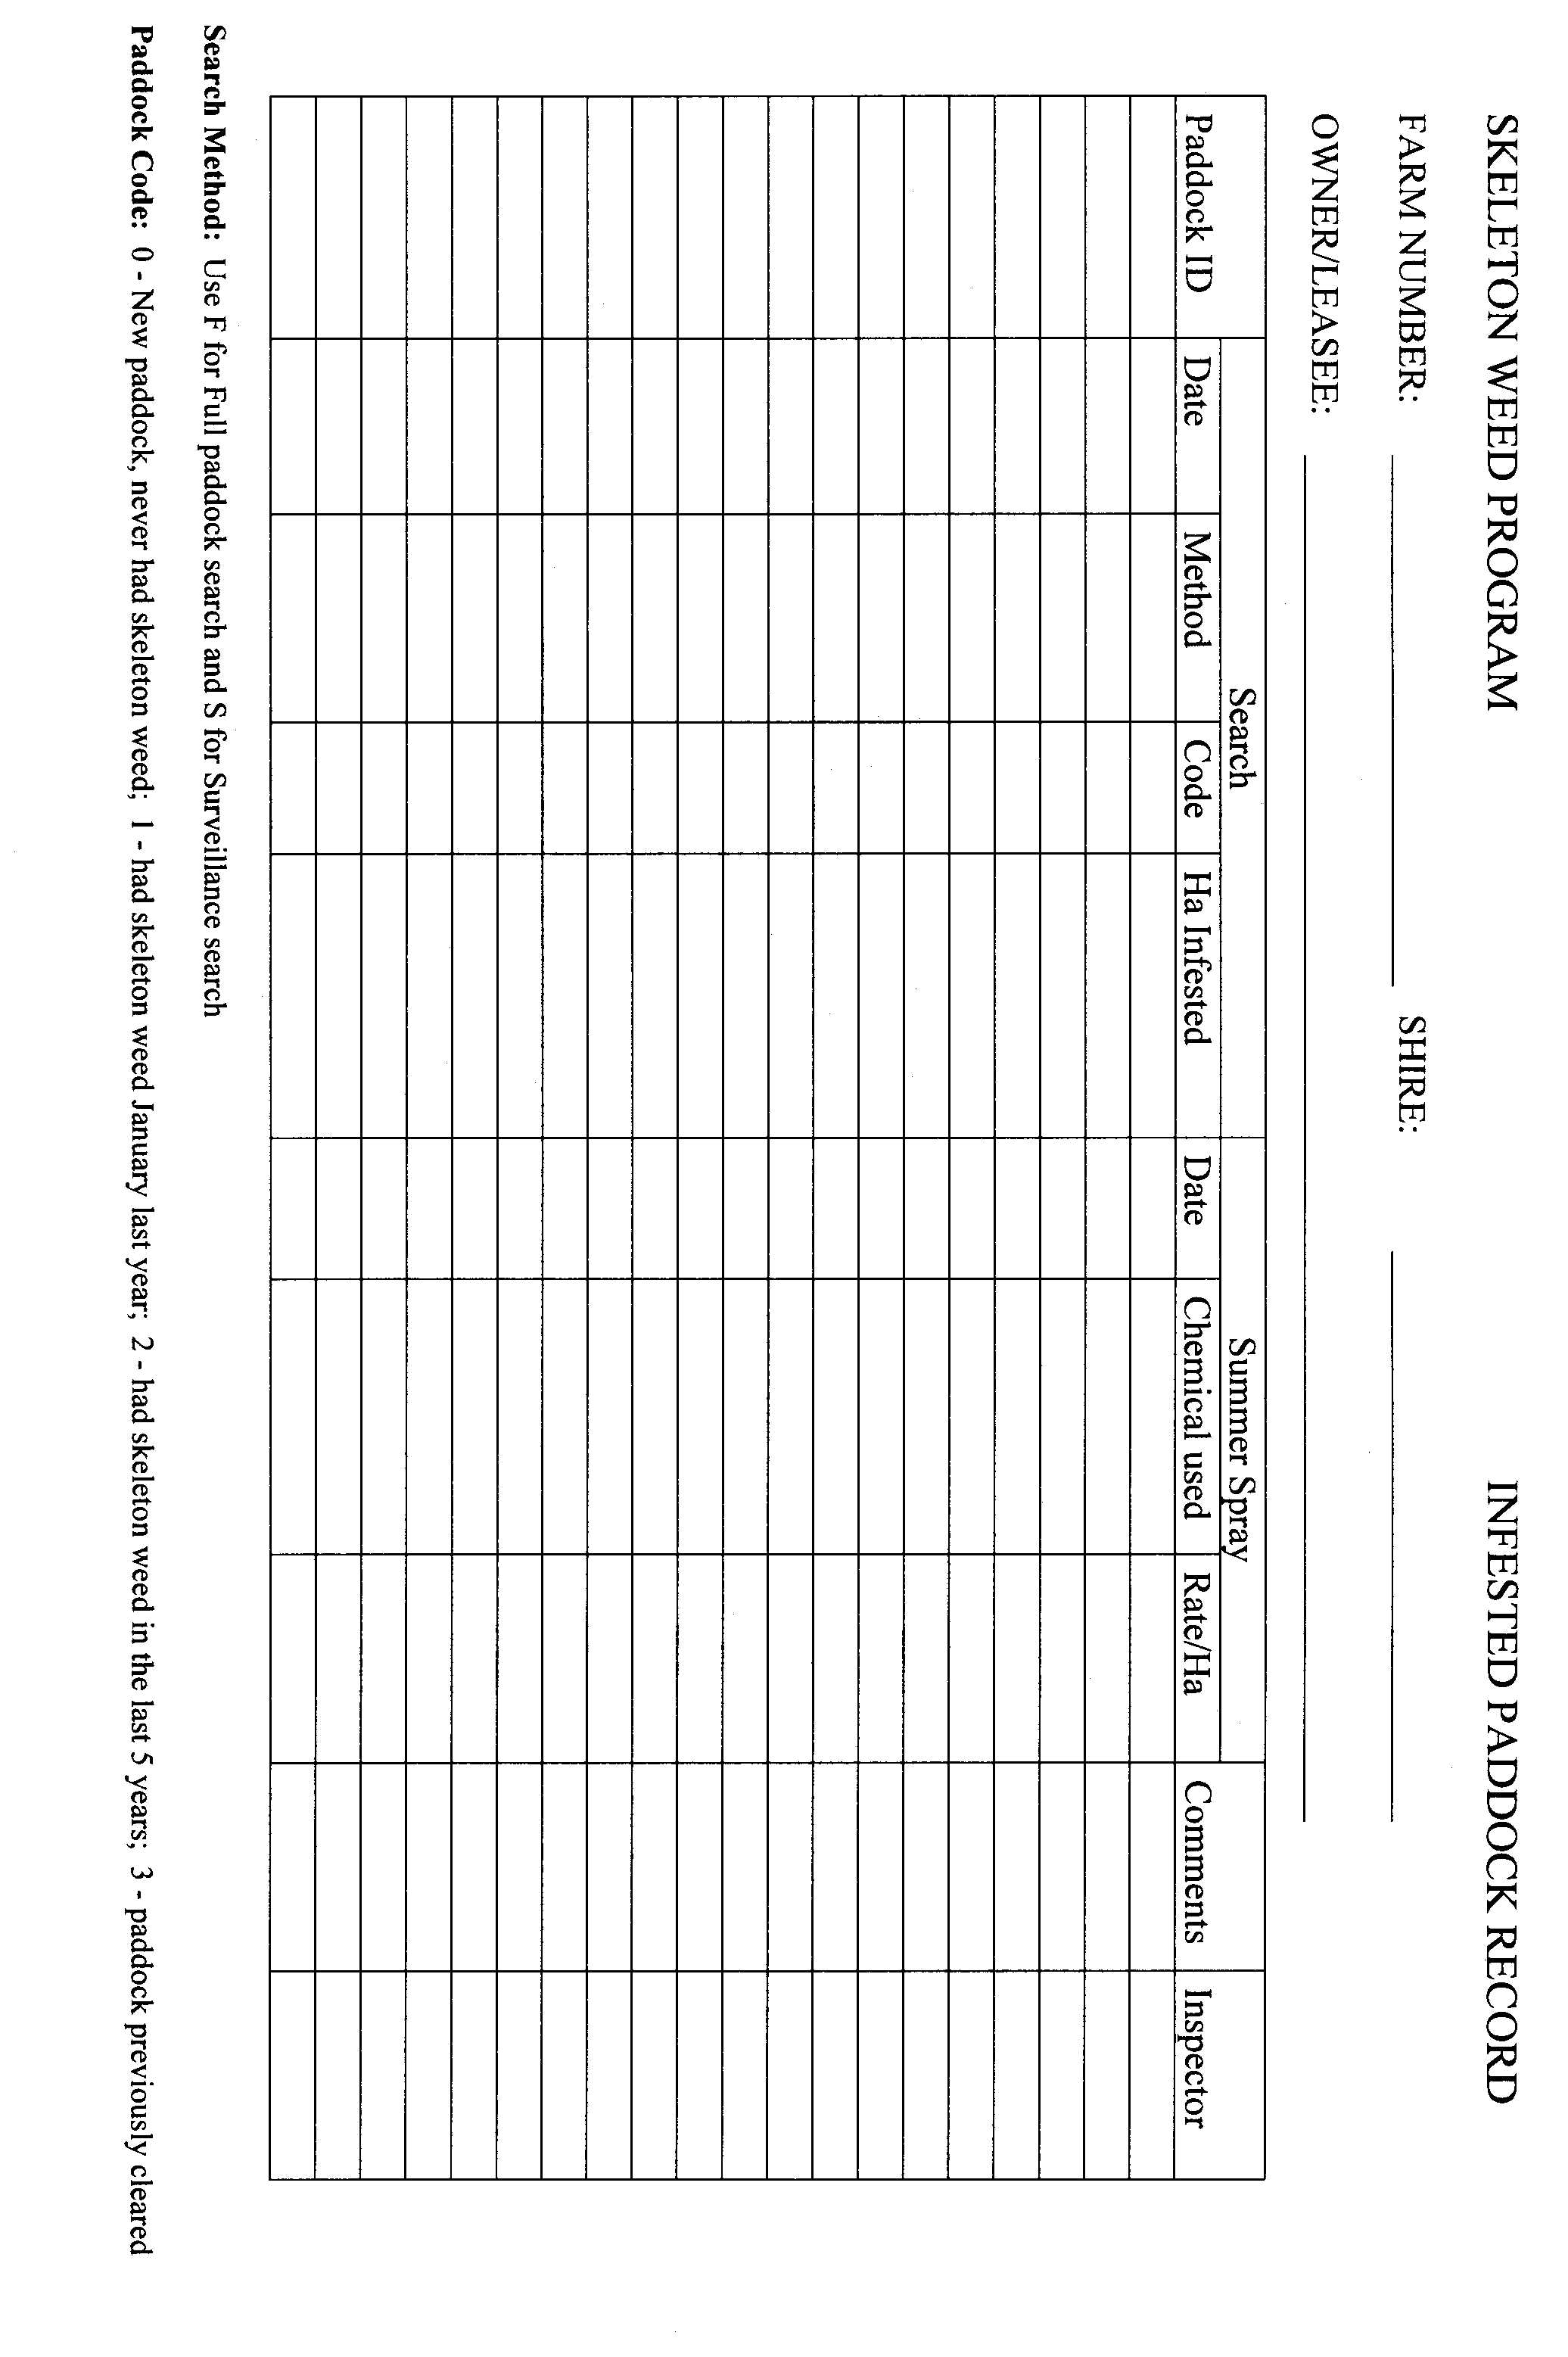 SKELETON WEED PROGRAM INFESTED PADDOCK RECORD
FARM NUMBER: SHIRE:
OWNER/LEASEE:
Search Summer Spray
Paddock ID Date Method Code Ha Infested Date Chemical used Rate/Ha Comments Inspector
Search Method: Use F for Full paddock search and S for Surveillance search
Paddock Code: 0 - New paddock, never had skeleton weed; 1 - had skeleton weed January last year; 2 - had skeleton weed in the last 5 years; 3 - paddock previously cleared